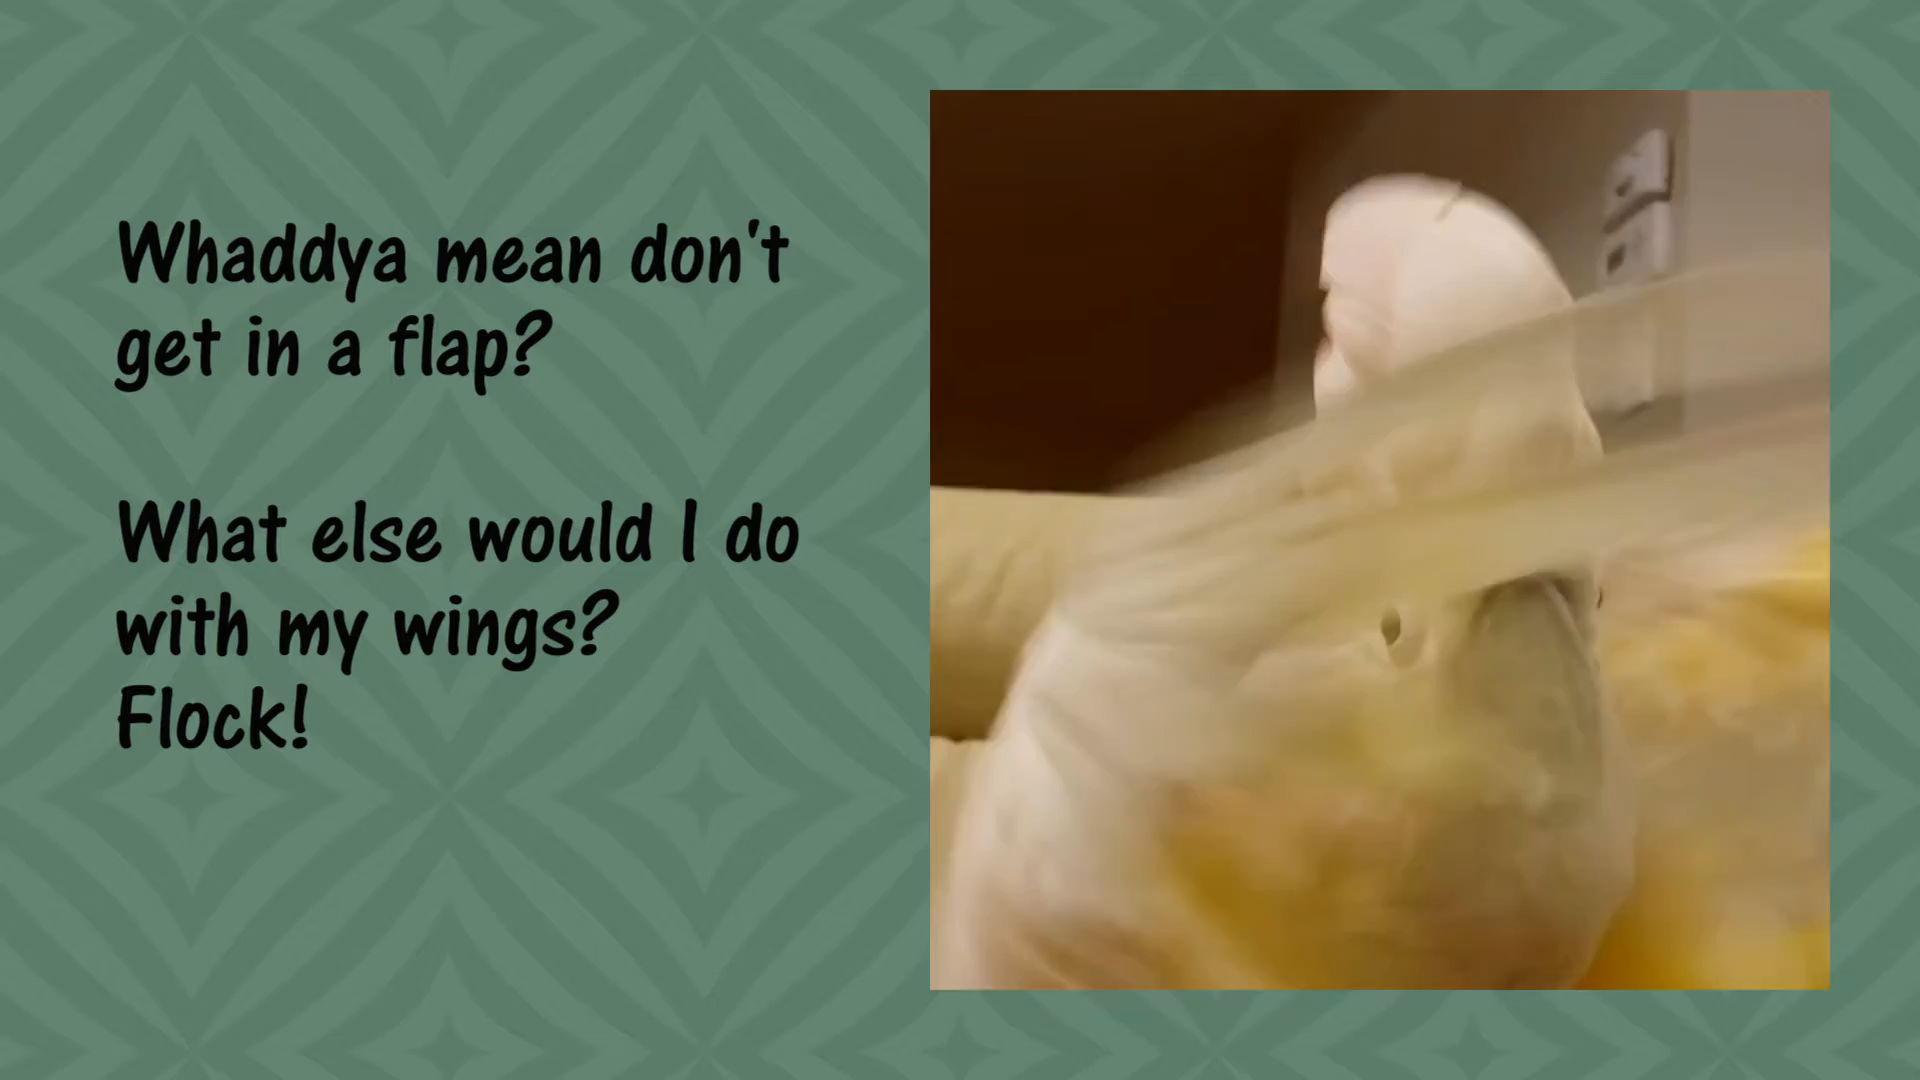 Whaddya mean don't
get in a flap?
What else would I do
with my wings?
Flock!